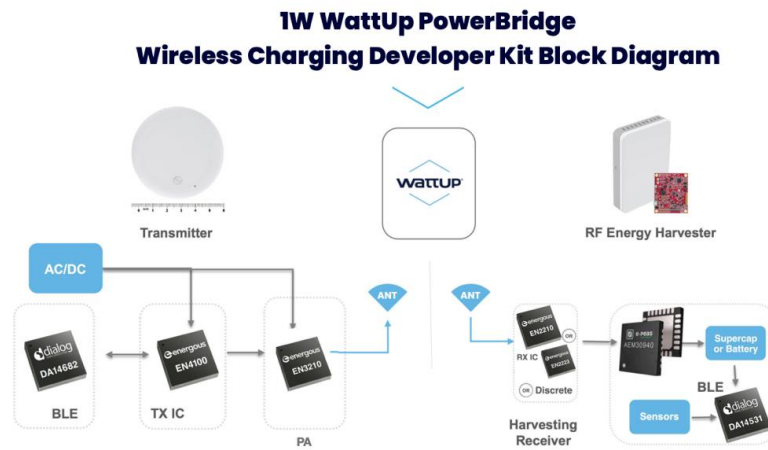 1W WattUp PowerBridge
Wireless Charging Developer Kit Block Diagram
WATTUP
Transmitter
RF Energy Harvester
AC/DC
ANT
ANT
dialog
DA14682
BLE
energous
EN4100
TX IC
energous
EN3210
PA
energous
EN2210
OR
RX IC
energous
EN2223
OR Discrete
Harvesting
Receiver
e-peas
AEM30940
Supercap
or Battery
BLE
Sensors
dialog
DA14531